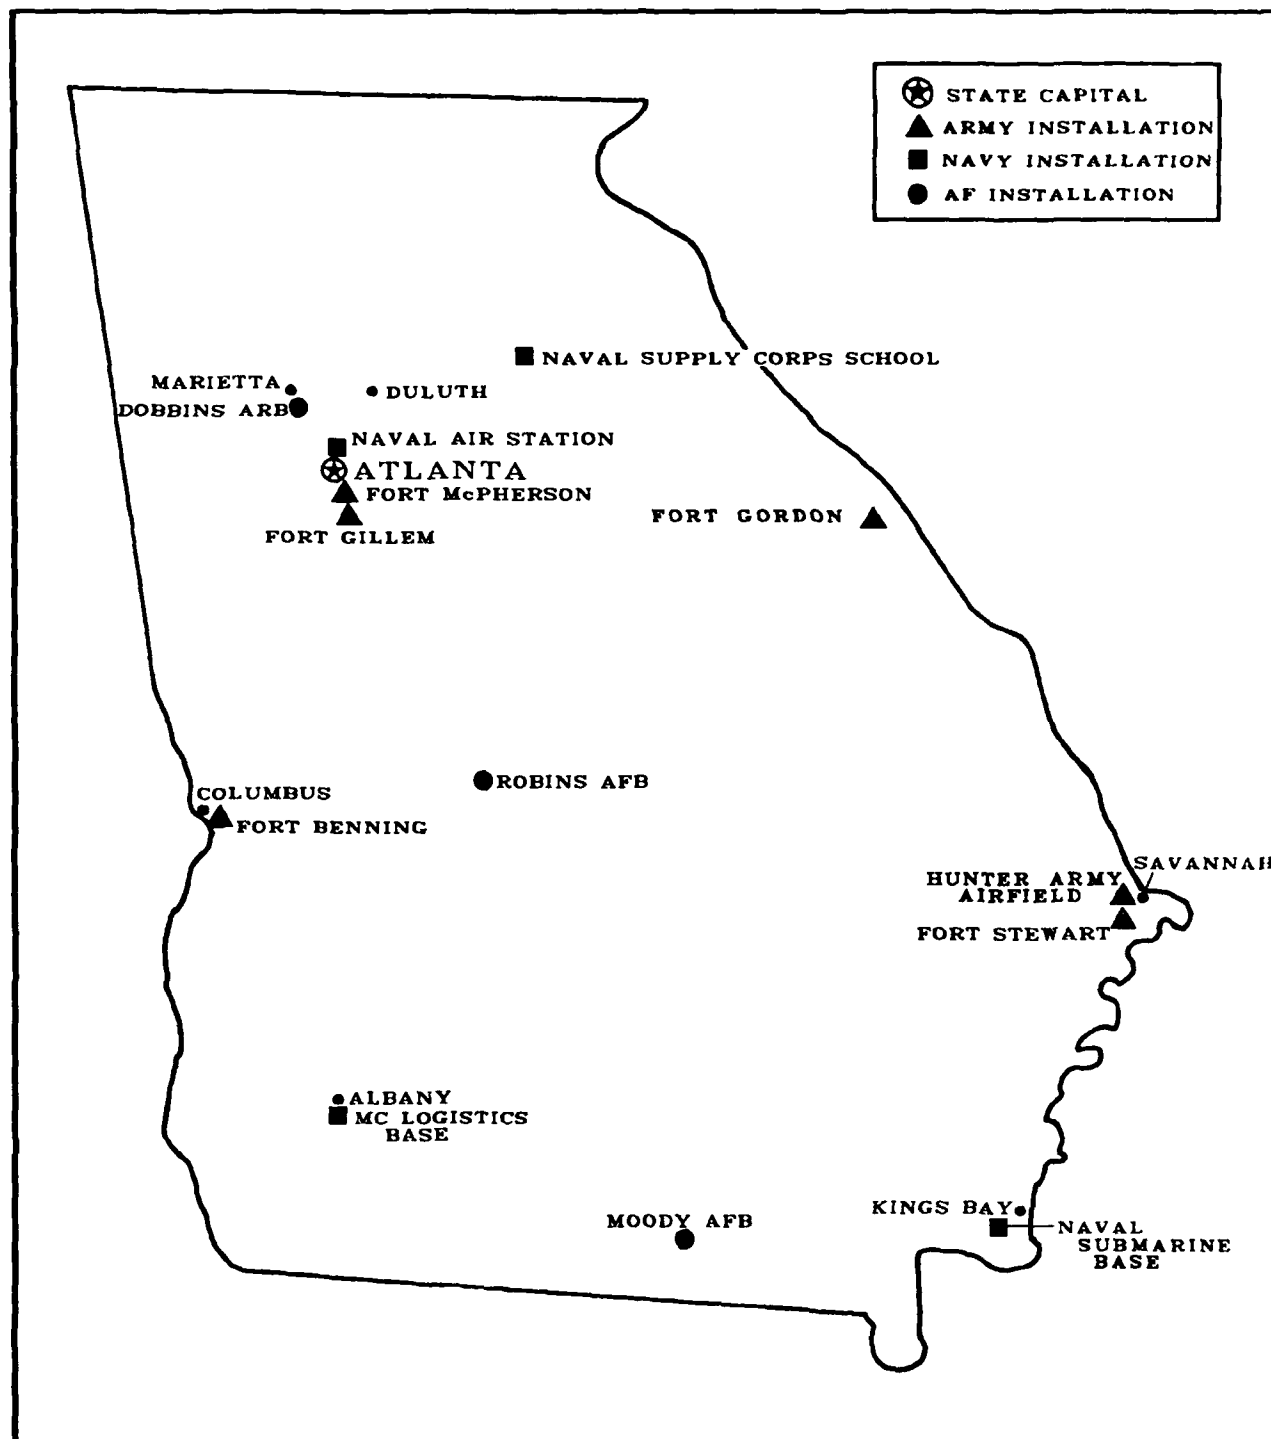 STATE CAPITAL
ARMY INSTALLATION
NAVY INSTALLATION
AF INSTALLATION
NAVAL SUPPLY CORPS SCHOOL
MARIETTA
DULUTH
DOBBINS ARB
NAVAL AIR STATION
ATLANTA
FORT McPHERSON
FORT GORDON
FORT GILLEM
ROBINS AFB
COLUMBUS
FORT BENNING
SAVANNAH
HUNTER ARMY
AIRFIELD
FORT STEWART
ALBANY
MC LOGISTICS
BASE
KINGS BAY
MOODY AFB
NAVAL
SUBMARINE
BASE